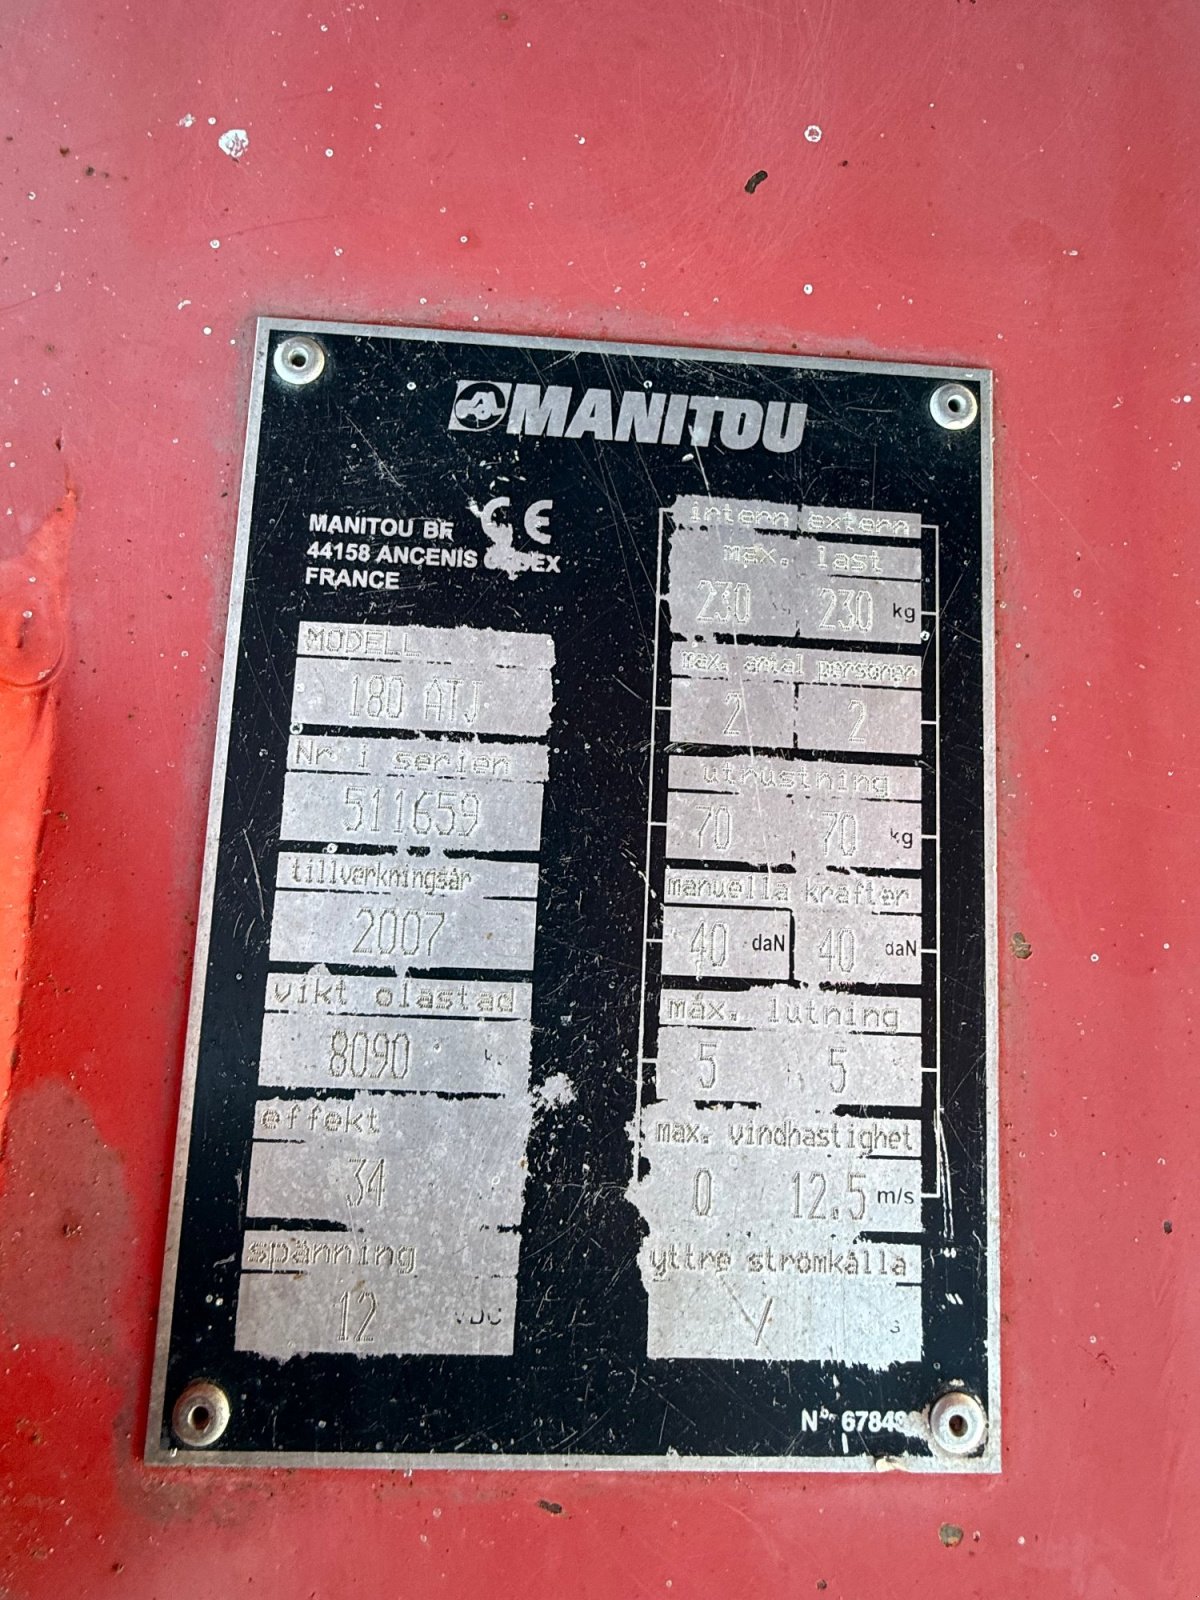 MANITOU
CE
MANITOU BF
44158 ANCENIS
FRANCE
MODELL
180 ATJ
Nr i serien
511659
tillverkningsår
2007
vikt olastad
8090
effekt
34
spänning
12 VDC
intern extern
max. last
230 230 kg
max. antal personer
2 2
utrustning
70 70 kg
manuella krafter
40 daN 40 daN
max. lutning
5 5
max. vindhastighet
0 12.5 m/s
yttre strömkälla
/
N° 6784